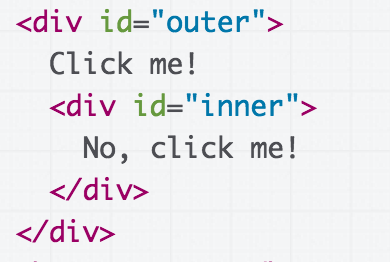 <div id="outer">
  Click me!
  <div id="inner">
    No, click me!
  </div>
</div>